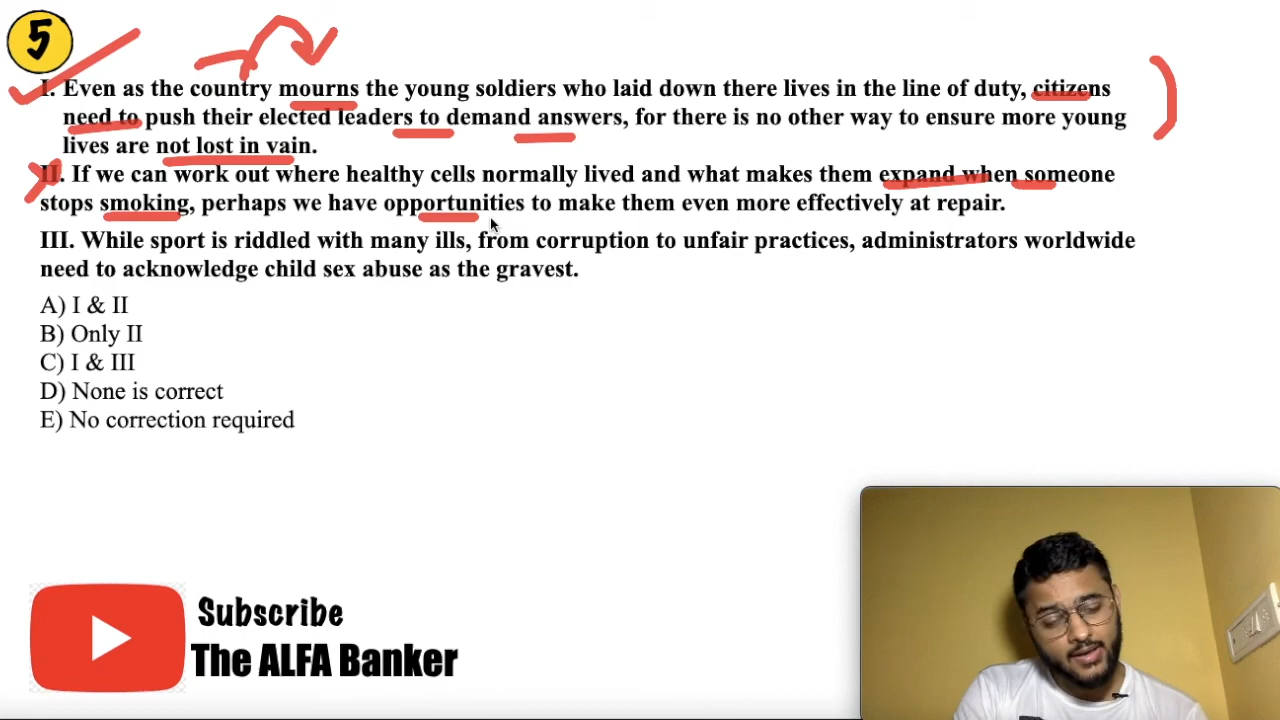 5
I. Even as the country mourns the young soldiers who laid down there lives in the line of duty, citizens
need to push their elected leaders to demand answers, for there is no other way to ensure more young
lives are not lost in vain.
II. If we can work out where healthy cells normally lived and what makes them expand when someone
stops smoking, perhaps we have opportunities to make them even more effectively at repair.
III. While sport is riddled with many ills, from corruption to unfair practices, administrators worldwide
need to acknowledge child sex abuse as the gravest.
A) I & II
B) Only II
C) I & III
D) None is correct
E) No correction required
Subscribe
The ALFA Banker